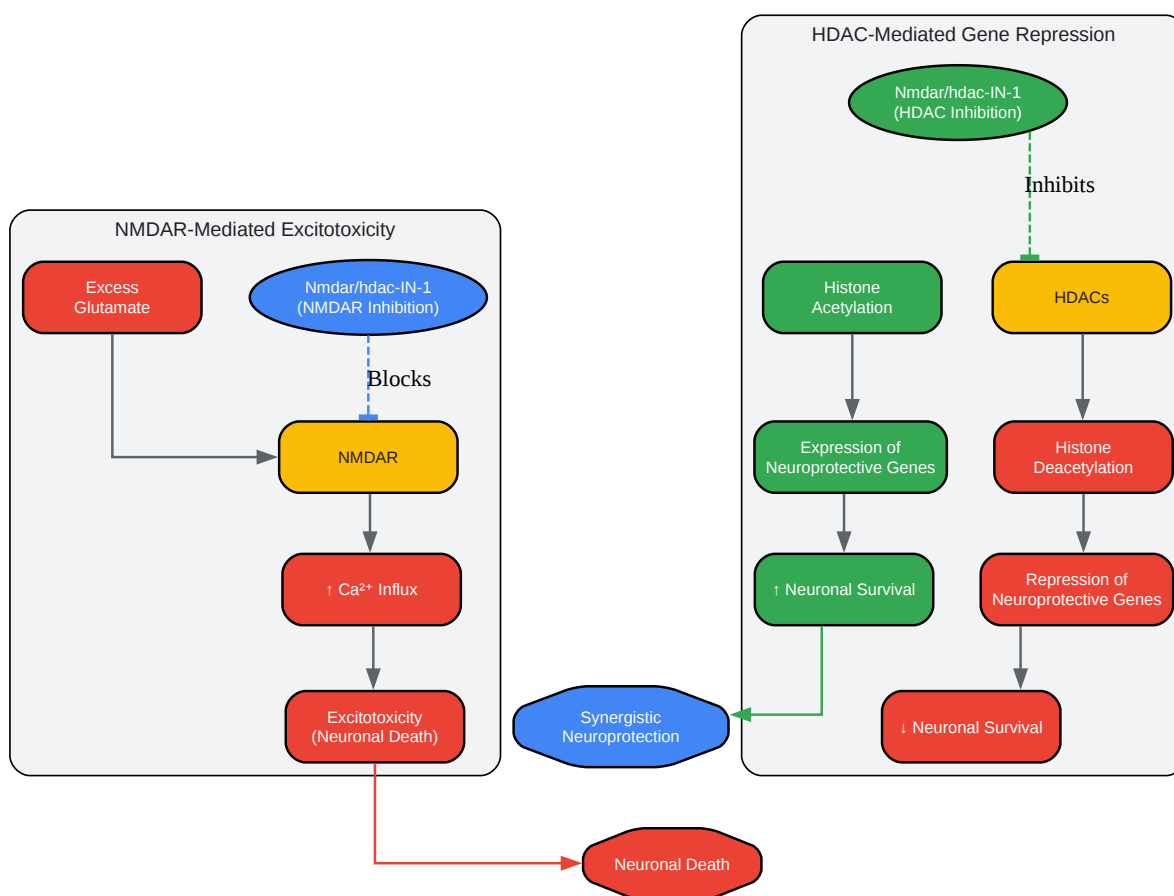 HDAC-Mediated Gene Repression
Nmdar/hdac-IN-1
(HDAC Inhibition)
Inhibits
NMDAR-Mediated Excitotoxicity
Excess
Glutamate
Nmdar/hdac-IN-1
(NMDAR Inhibition)
Histone
Acetylation
HDACs
Blocks
NMDAR
Expression of
Neuroprotective Genes
Histone
Deacetylation
↑ Ca²⁺ Influx
↑ Neuronal Survival
Repression of
Neuroprotective Genes
Excitotoxicity
(Neuronal Death)
Synergistic
Neuroprotection
↓ Neuronal Survival
Neuronal Death